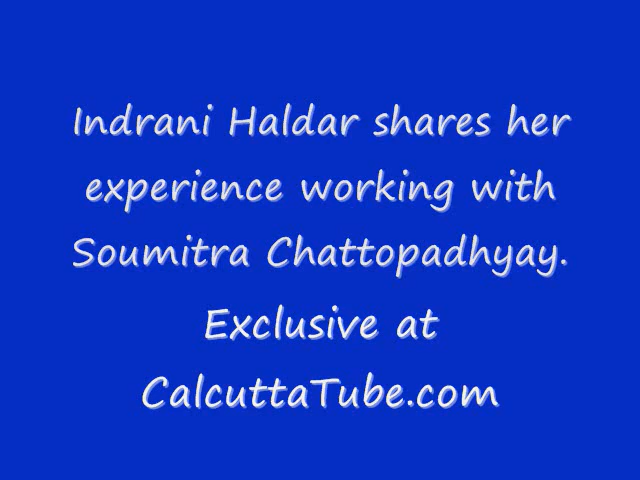 Indrani Haldar shares her
experience working with
Soumitra Chattopadhyay.
Exclusive at
CalcuttaTube.com